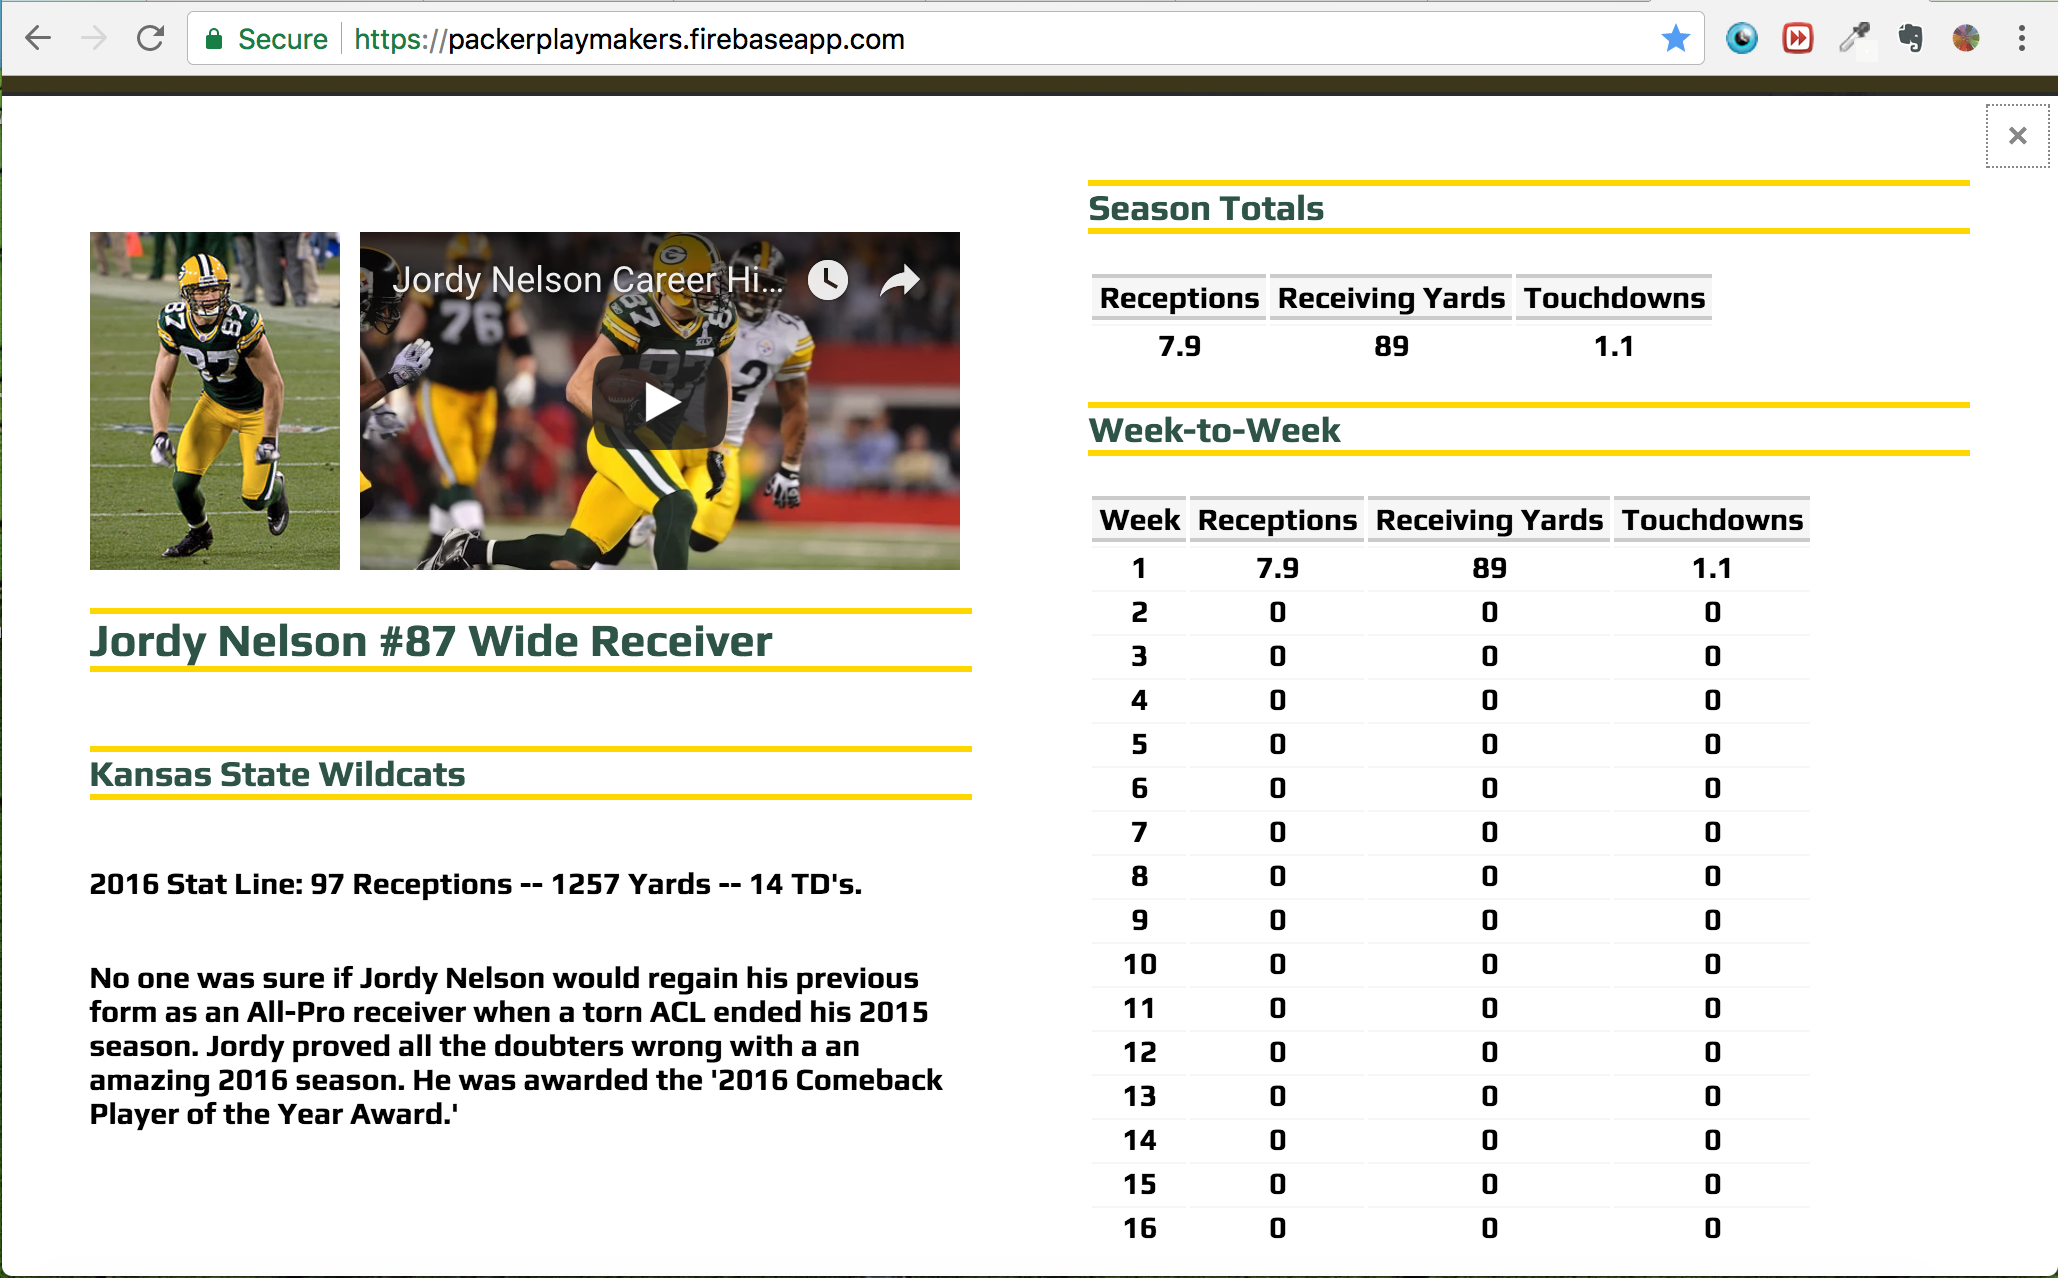 Secure https://packerplaymakers.firebaseapp.com
×
87 87
87
Jordy Nelson Career Hi...
76
87
87
2
Jordy Nelson #87 Wide Receiver
Kansas State Wildcats
2016 Stat Line: 97 Receptions -- 1257 Yards -- 14 TD's.
No one was sure if Jordy Nelson would regain his previous
form as an All-Pro receiver when a torn ACL ended his 2015
season. Jordy proved all the doubters wrong with a an
amazing 2016 season. He was awarded the '2016 Comeback
Player of the Year Award.'
Season Totals
Receptions Receiving Yards Touchdowns
7.9 89 1.1
Week-to-Week
Week Receptions Receiving Yards Touchdowns
1 7.9 89 1.1
2 0 0 0
3 0 0 0
4 0 0 0
5 0 0 0
6 0 0 0
7 0 0 0
8 0 0 0
9 0 0 0
10 0 0 0
11 0 0 0
12 0 0 0
13 0 0 0
14 0 0 0
15 0 0 0
16 0 0 0